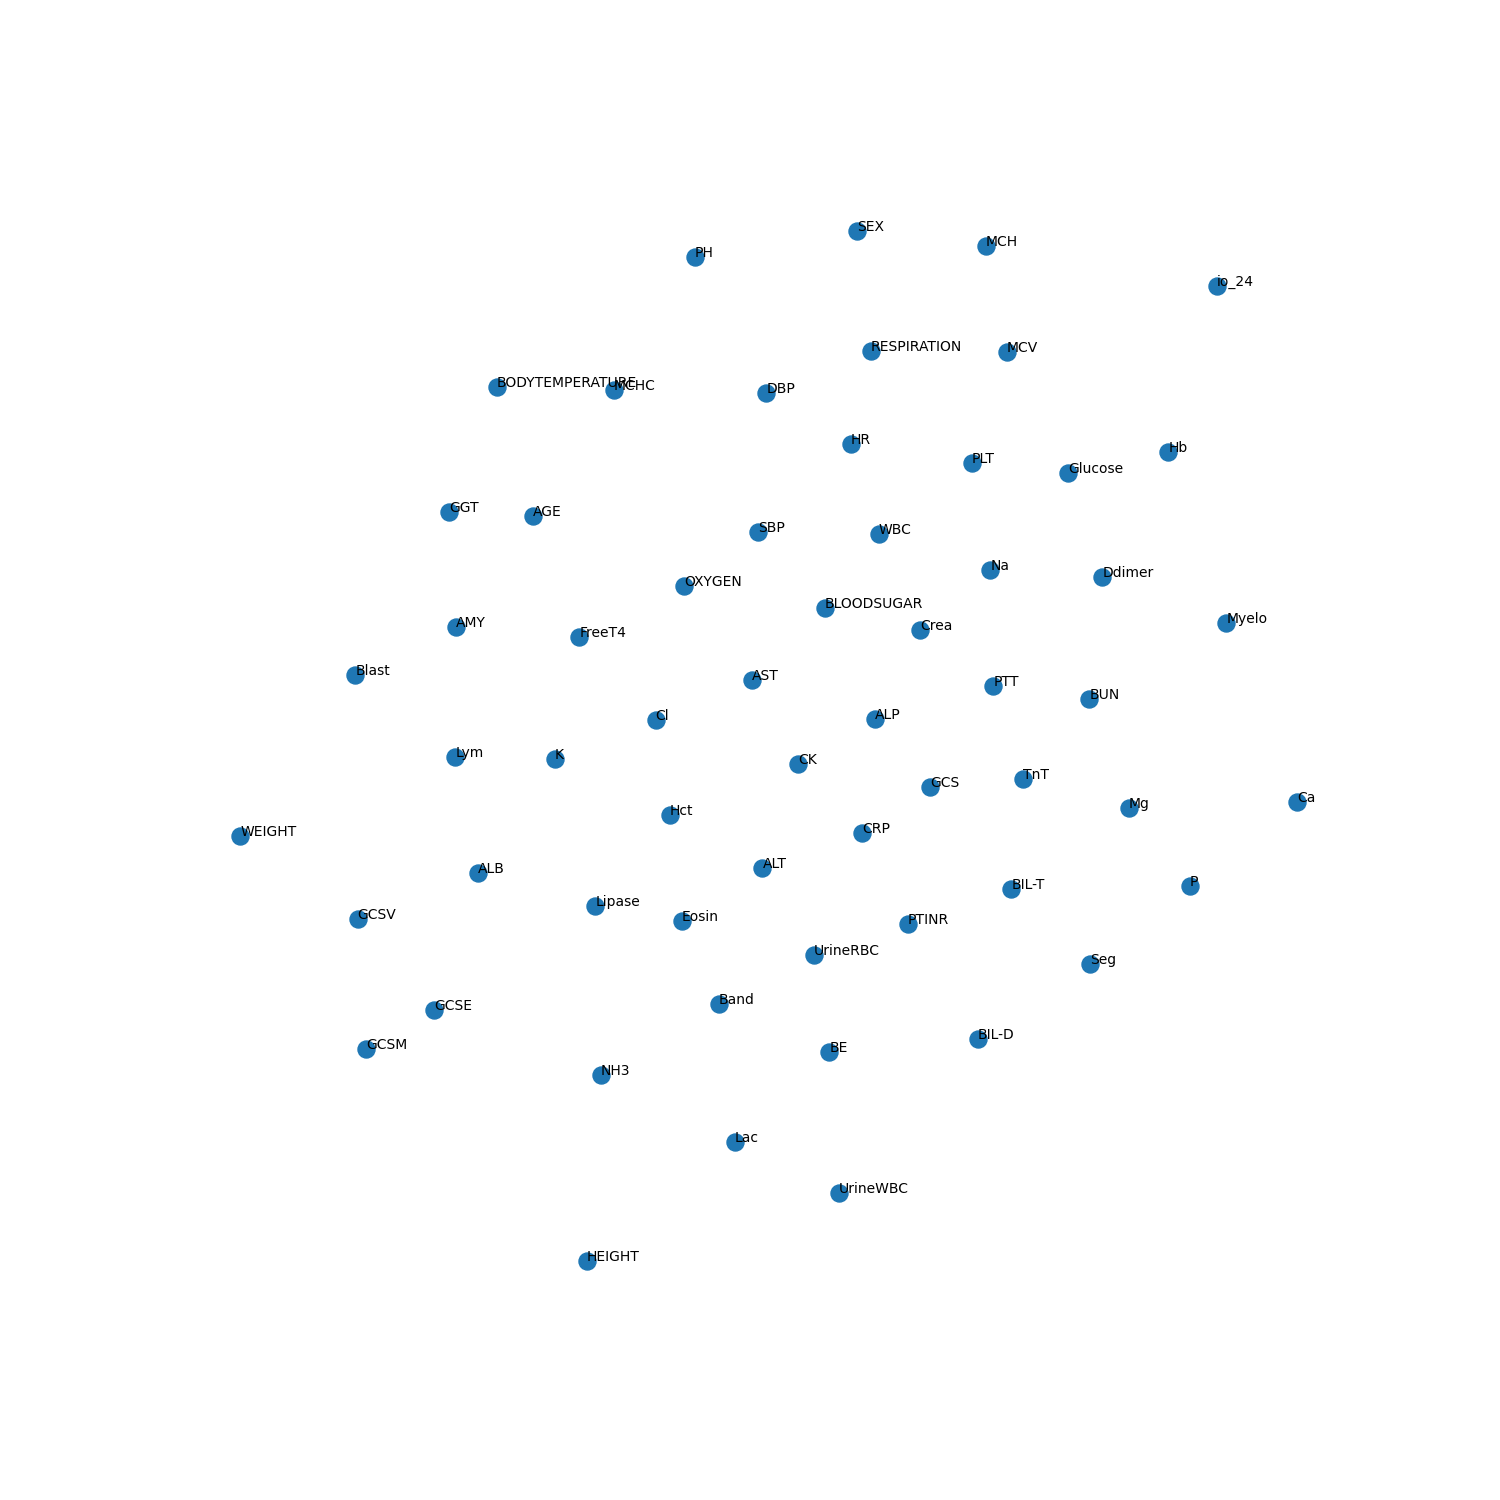 SEX
MCH
PH
io_24
RESPIRATION
MCV
BODYTEMPERATURE
MCHC
DBP
HR
Hb
PLT
Glucose
GGT
AGE
SBP
WBC
Na
Ddimer
OXYGEN
BLOODSUGAR
Myelo
AMY
Crea
FreeT4
Blast
AST
PTT
BUN
Cl
ALP
Lym
K
CK
TnT
GCS
Ca
Mg
Hct
WEIGHT
CRP
ALT
ALB
P
BIL-T
Lipase
GCSV
Eosin
PTINR
UrineRBC
Seg
Band
GCSE
BIL-D
GCSM
BE
NH3
Lac
UrineWBC
HEIGHT